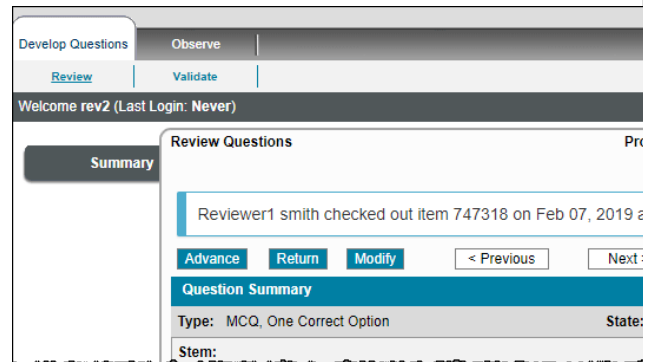 Develop Questions Observe
Review Validate
Welcome rev2 (Last Login: Never)
Summary
Review Questions
Reviewer1 smith checked out item 747318 on Feb 07, 2019
Advance Return Modify < Previous Next
Question Summary
Type: MCQ, One Correct Option State:
Stem: